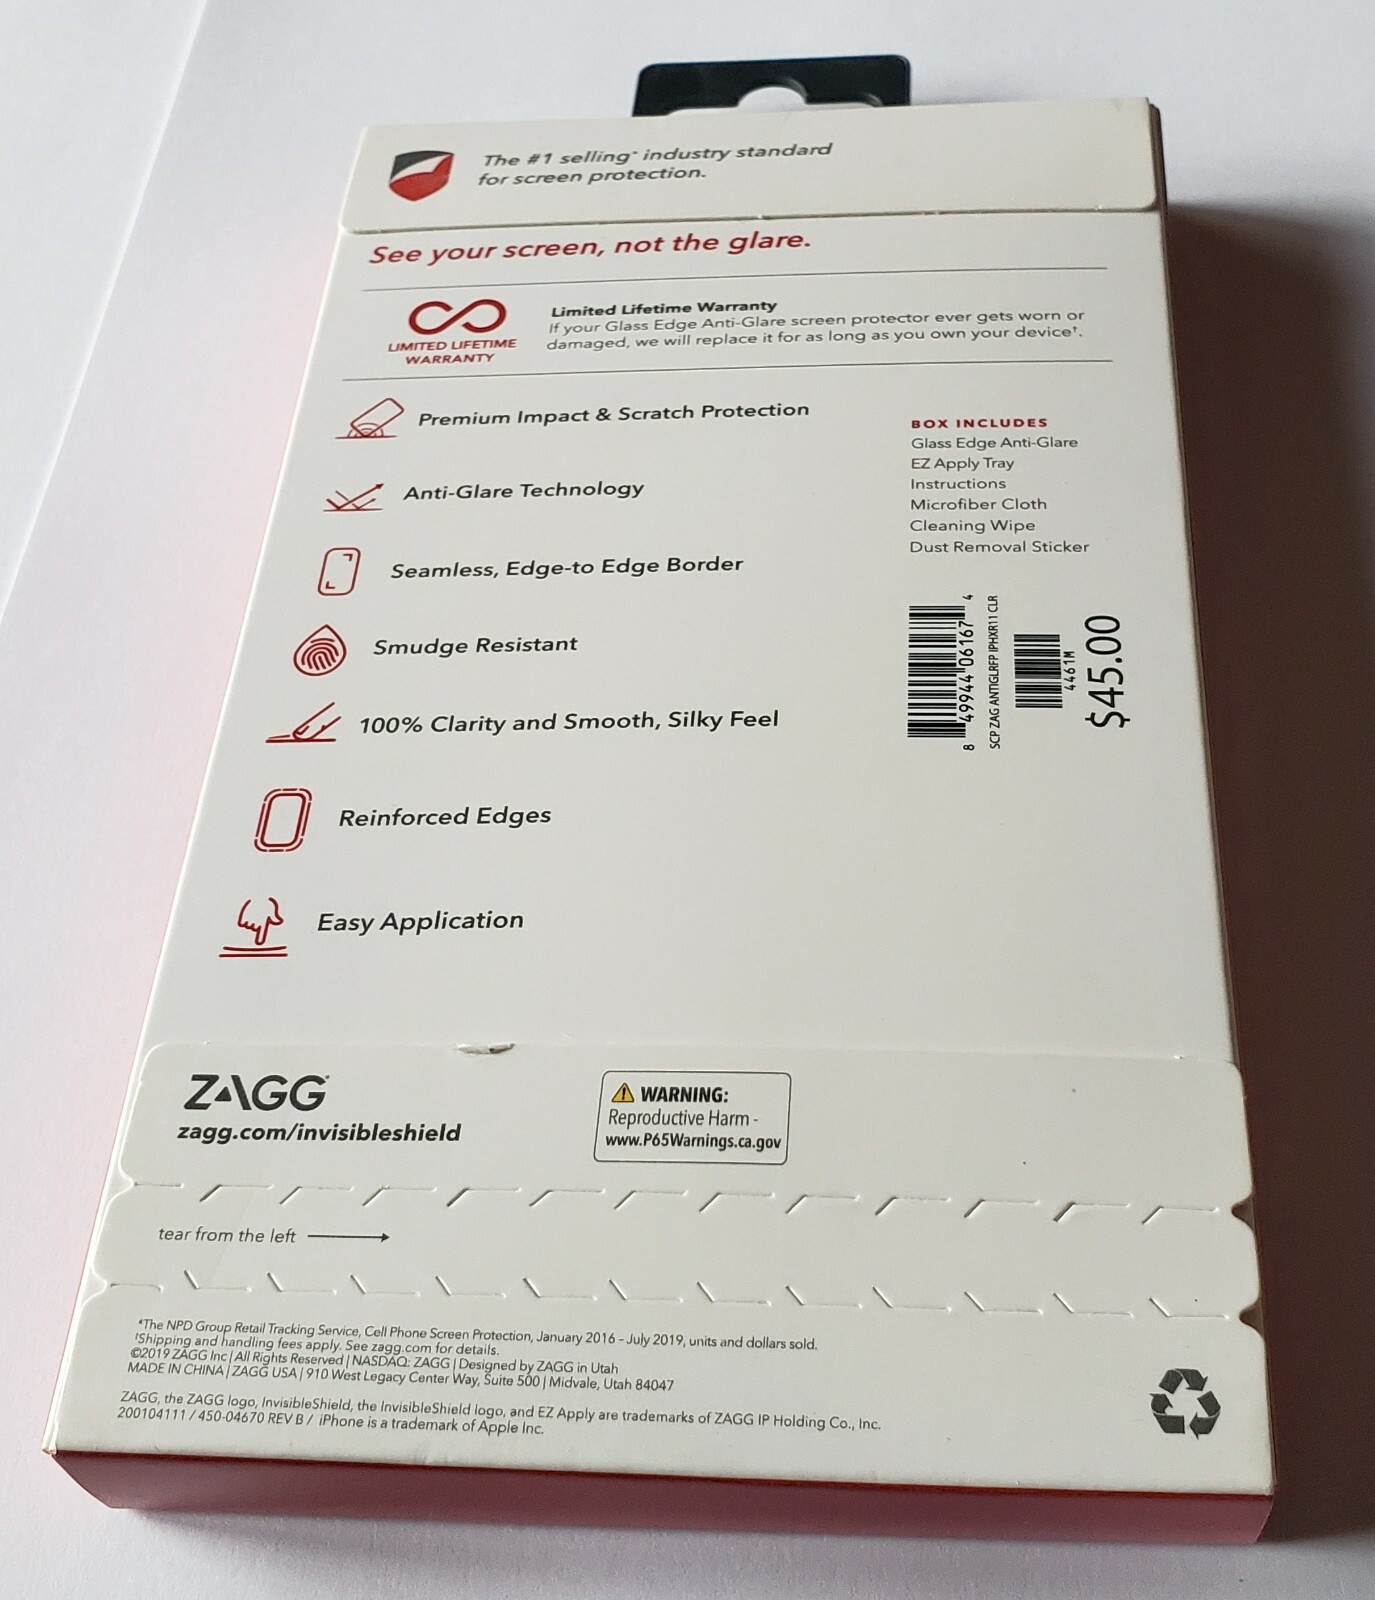 The #1 selling* industry standard
for screen protection.
See your screen, not the glare.
LIMITED LIFETIME
WARRANTY
Limited Lifetime Warranty
If your Glass Edge Anti-Glare screen protector ever gets worn or
damaged, we will replace it for as long as you own your device†.
Premium Impact & Scratch Protection
Anti-Glare Technology
Seamless, Edge-to Edge Border
Smudge Resistant
100% Clarity and Smooth, Silky Feel
Reinforced Edges
Easy Application
BOX INCLUDES
Glass Edge Anti-Glare
EZ Apply Tray
Instructions
Microfiber Cloth
Cleaning Wipe
Dust Removal Sticker
8 49944 06167 4
SCP ZAG ANTIGLRFP IPHXR11 CLR
4461M
$45.00
ZAGG
zagg.com/invisibleshield
WARNING:
Reproductive Harm -
www.P65Warnings.ca.gov
tear from the left
*The NPD Group Retail Tracking Service, Cell Phone Screen Protection, January 2016 – July 2019, units and dollars sold.
†Shipping and handling fees apply. See zagg.com for details.
©2019 ZAGG Inc | All Rights Reserved | NASDAQ: ZAGG | Designed by ZAGG in Utah
MADE IN CHINA | ZAGG USA | 910 West Legacy Center Way, Suite 500 | Midvale, Utah 84047
ZAGG, the ZAGG logo, InvisibleShield, the InvisibleShield logo, and EZ Apply are trademarks of ZAGG IP Holding Co., Inc.
200104111 / 450-04670 REV B / iPhone is a trademark of Apple Inc.